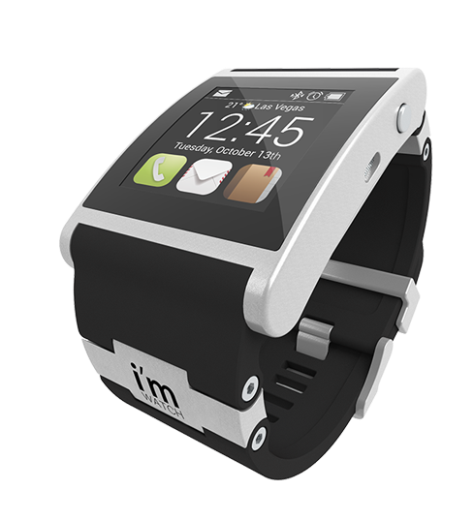 21° Las Vegas
12:45
Tuesday, October 13th
i'm
WATCH